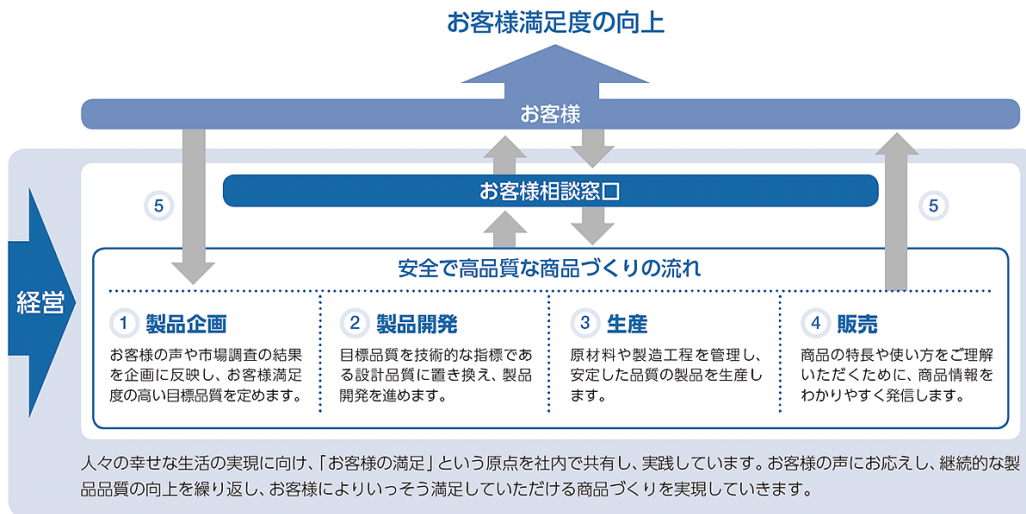 お客様満足度の向上
お客様
お客様相談窓口
5
5
経営
安全で高品質な商品づくりの流れ
1 製品企画
お客様の声や市場調査の結果
を企画に反映し、お客様満足
度の高い目標品質を定めます。
2 製品開発
目標品質を技術的な指標であ
る設計品質に置き換え、製品
開発を進めます。
3 生産
原材料や製造工程を管理し、
安定した品質の製品を生産し
ます。
4 販売
商品の特長や使い方をご理解
いただくために、商品情報を
わかりやすく発信します。
人々の幸せな生活の実現に向け、「お客様の満足」という原点を社内で共有し、実践しています。お客様の声にお応えし、継続的な製
品品質の向上を繰り返し、お客様によりいっそう満足していただける商品づくりを実現していきます。